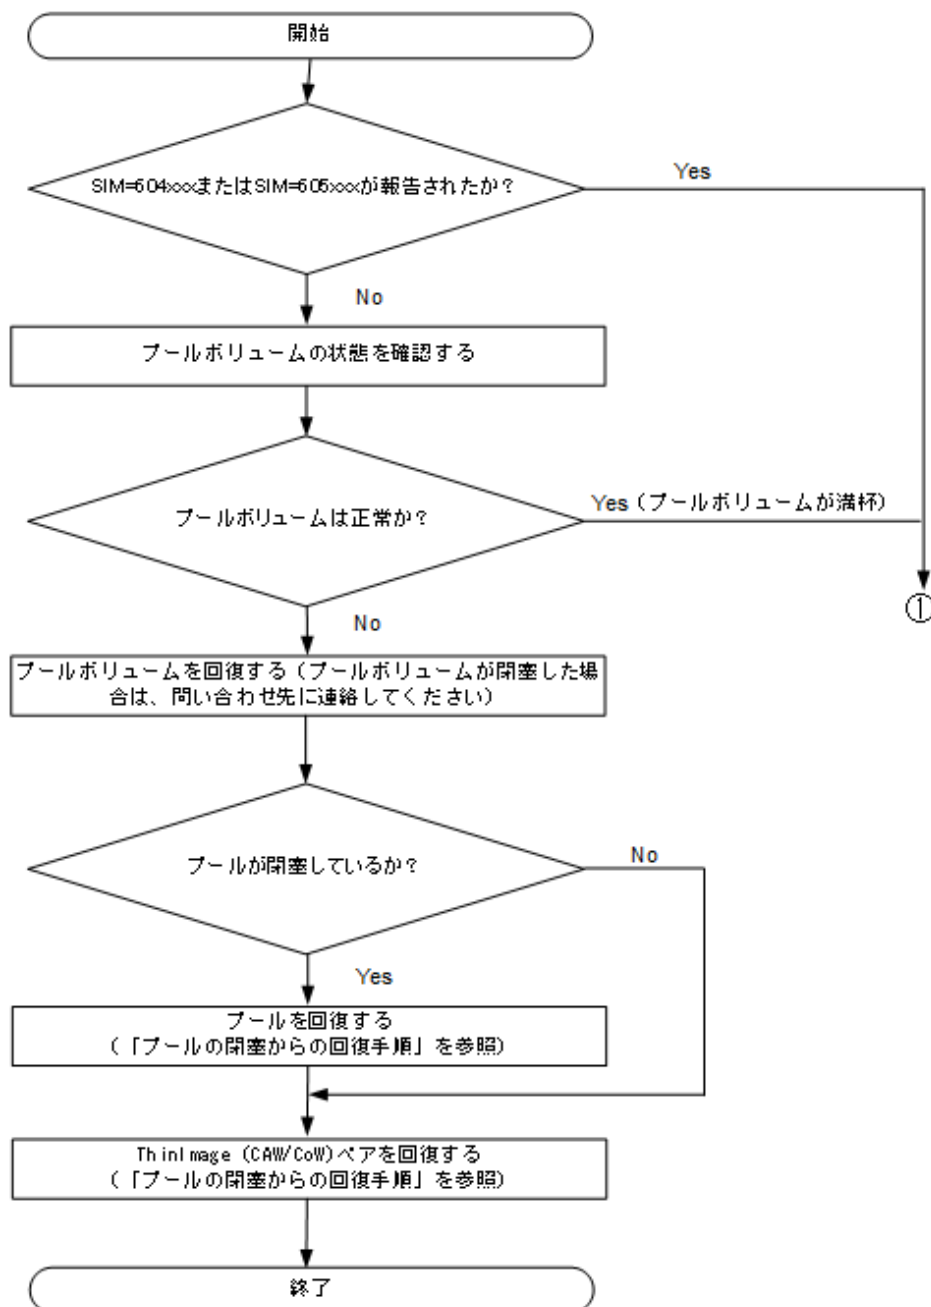 開始
SIM=604xxxまたはSIM=605xxxが報告されたか？
Yes
No
プールボリュームの状態を確認する
プールボリュームは正常か？
Yes（プールボリュームが満杯）
①
No
プールボリュームを回復する（プールボリュームが閉塞した場
合は、問い合わせ先に連絡してください）
プールが閉塞しているか？
No
Yes
プールを回復する
（「プールの閉塞からの回復手順」を参照）
ThinImage (CAW/CoW)ペアを回復する
（「プールの閉塞からの回復手順」を参照）
終了